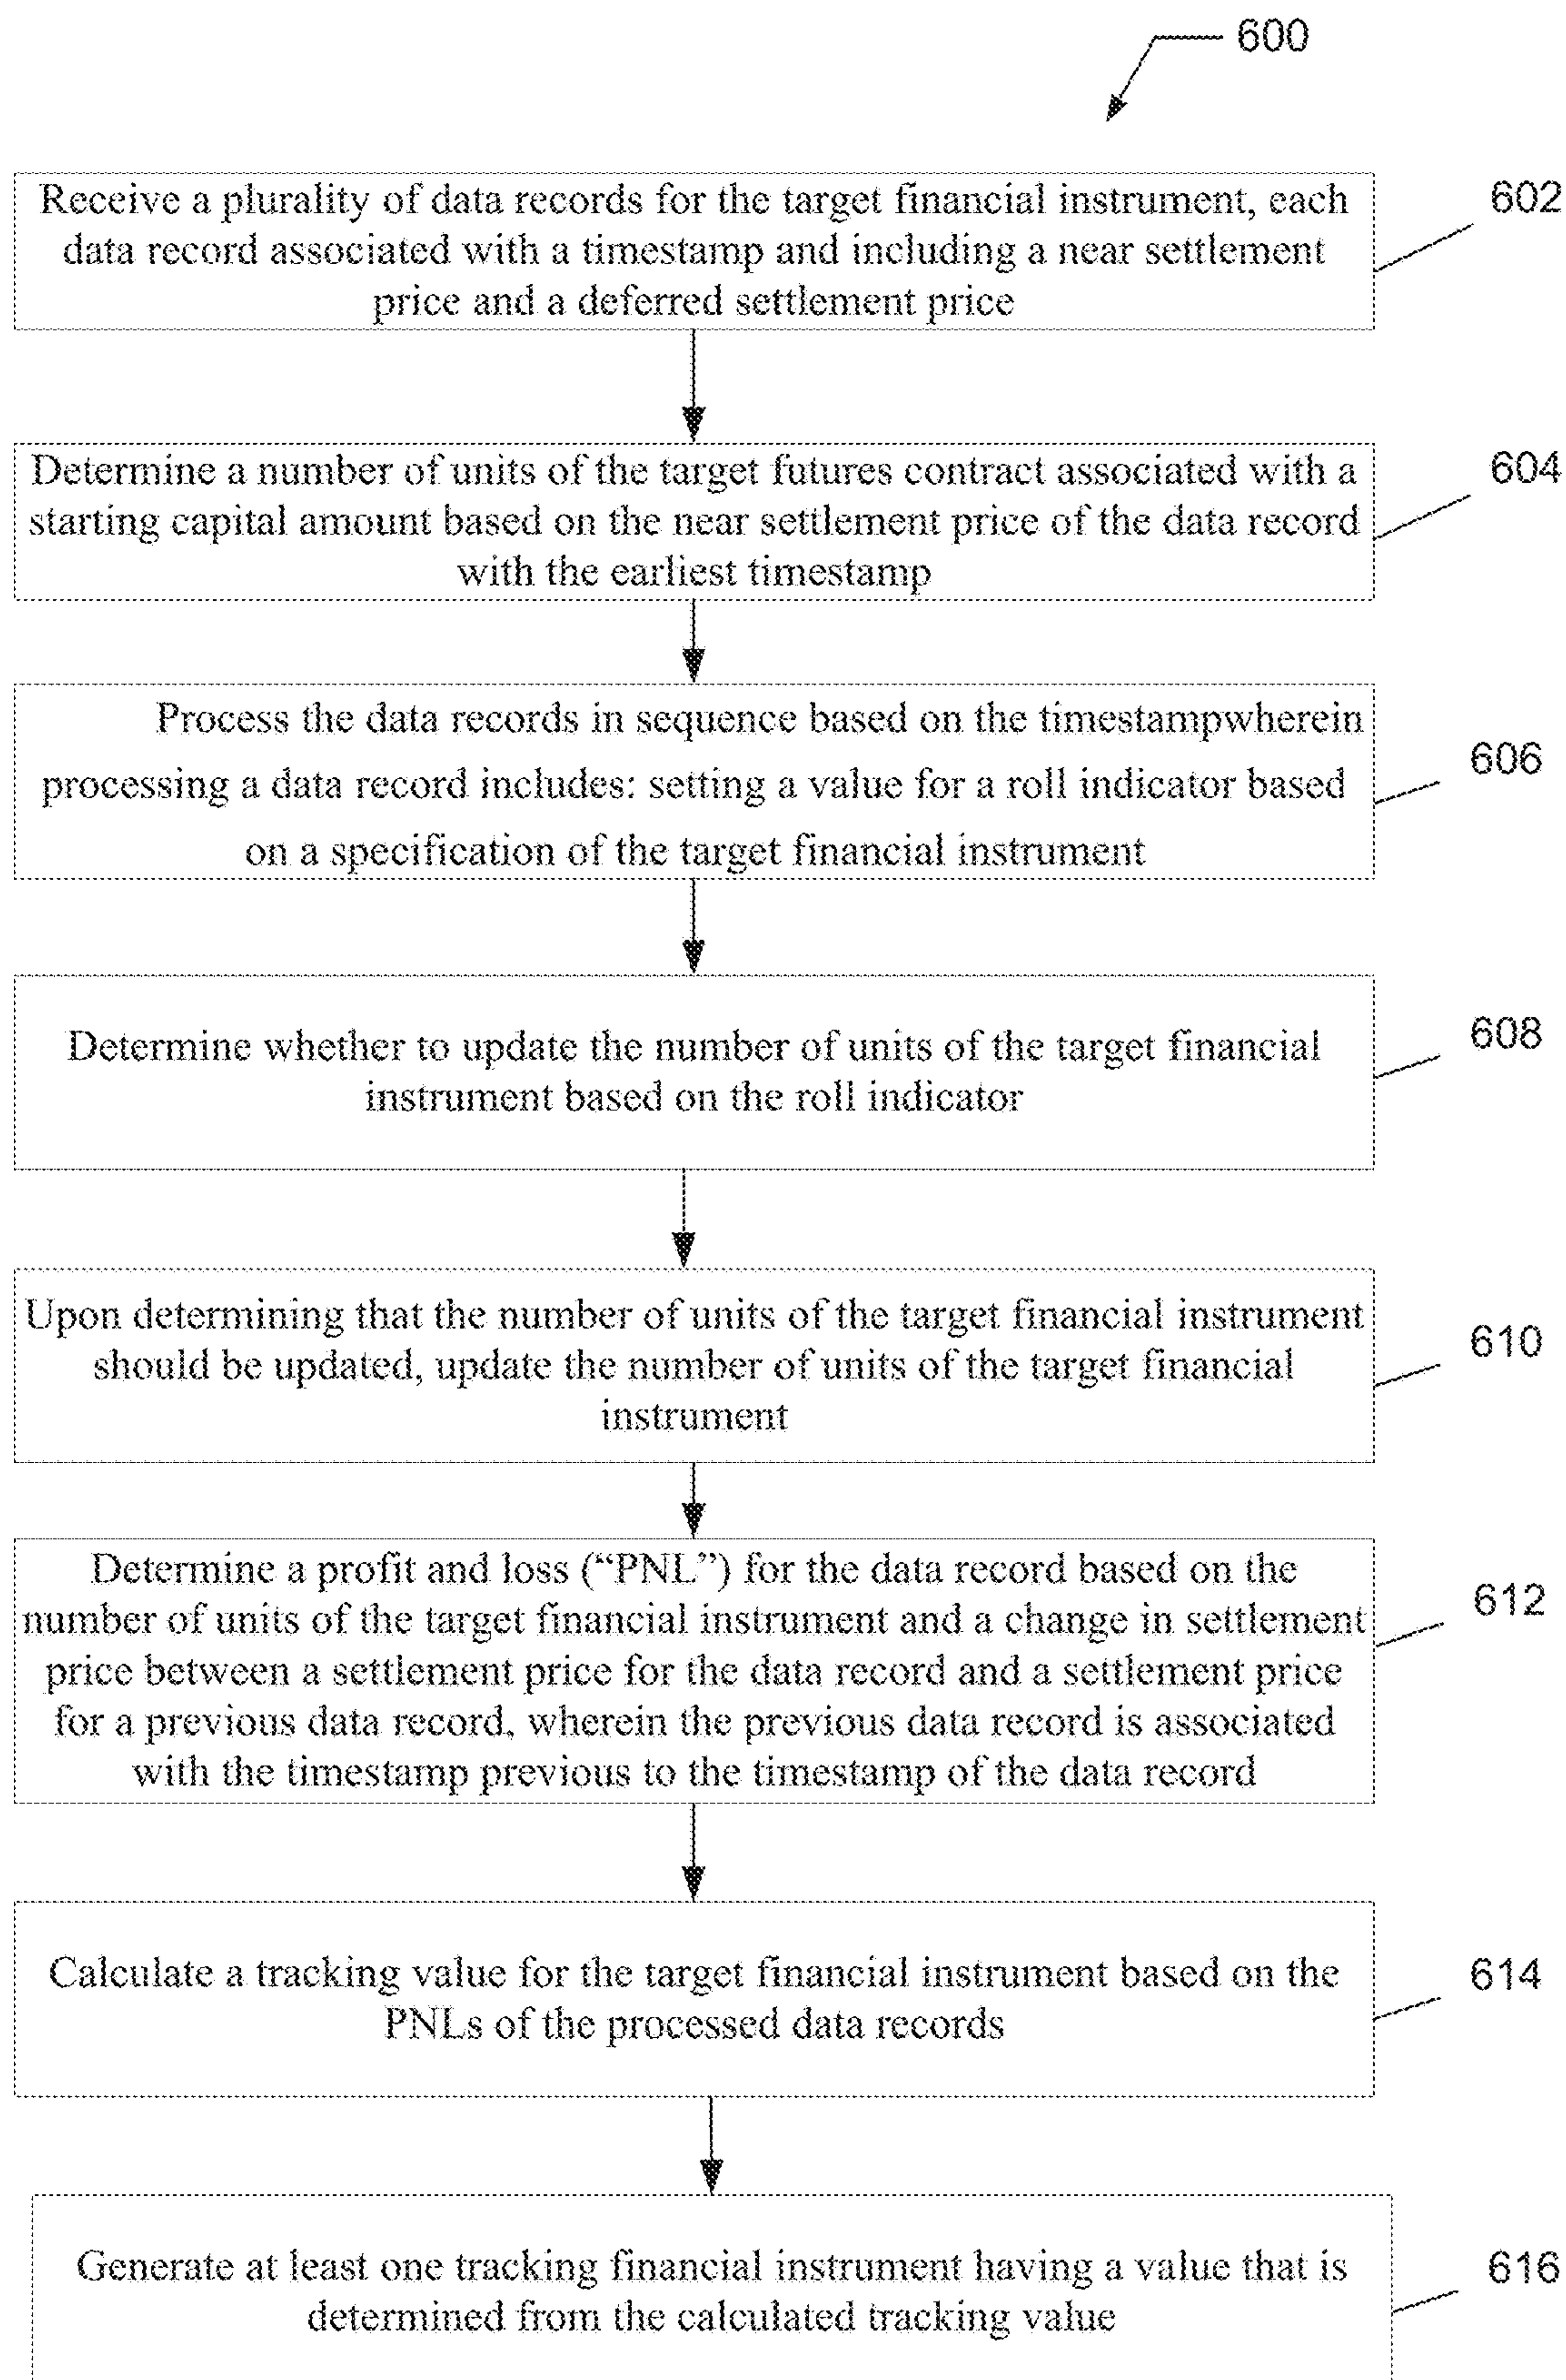 600
Receive a plurality of data records for the target financial instrument, each
data record associated with a timestamp and including a near settlement
price and a deferred settlement price
602
Determine a number of units of the target futures contract associated with a
starting capital amount based on the near settlement price of the data record
with the earliest timestamp
604
Process the data records in sequence based on the timestampwherein
processing a data record includes: setting a value for a roll indicator based
on a specification of the target financial instrument
606
Determine whether to update the number of units of the target financial
instrument based on the roll indicator
608
Upon determining that the number of units of the target financial instrument
should be updated, update the number of units of the target financial
instrument
610
Determine a profit and loss (“PNL”) for the data record based on the
number of units of the target financial instrument and a change in settlement
price between a settlement price for the data record and a settlement price
for a previous data record, wherein the previous data record is associated
with the timestamp previous to the timestamp of the data record
612
Calculate a tracking value for the target financial instrument based on the
PNLs of the processed data records
614
Generate at least one tracking financial instrument having a value that is
determined from the calculated tracking value
616